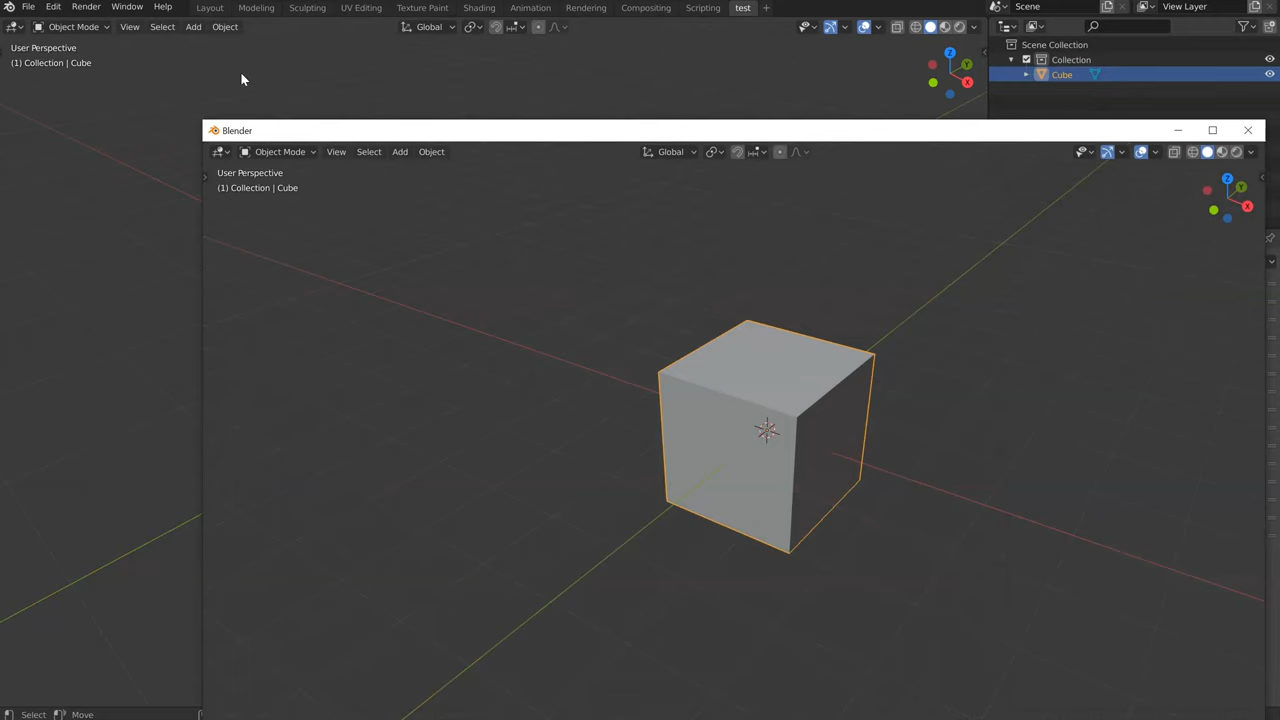 File Edit Render Window Help Layout Modeling Sculpting UV Editing Texture Paint Shading Animation Rendering Compositing Scripting test + Scene View Layer
Object Mode View Select Add Object Global
User Perspective
(1) Collection | Cube
Z
Y
X
Scene Collection
Collection
Cube
Blender
Object Mode View Select Add Object Global
User Perspective
(1) Collection | Cube
Z
Y
X
Select Move